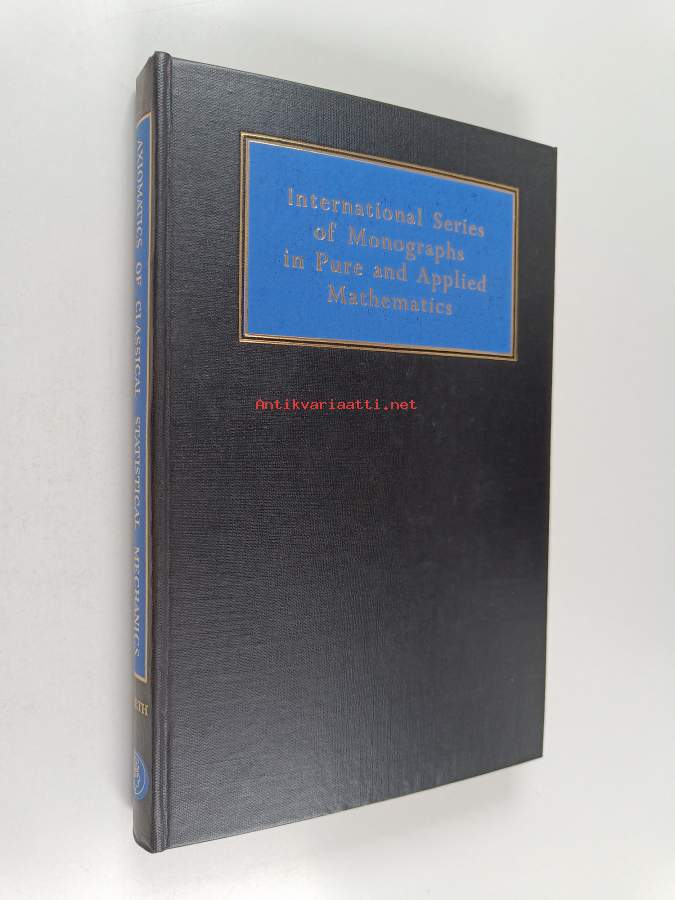 International Series
of Monographs
in Pure and Applied
Mathematics
Antikvariaatti.net
AXIOMATICS OF CLASSICAL STATISTICAL MECHANICS